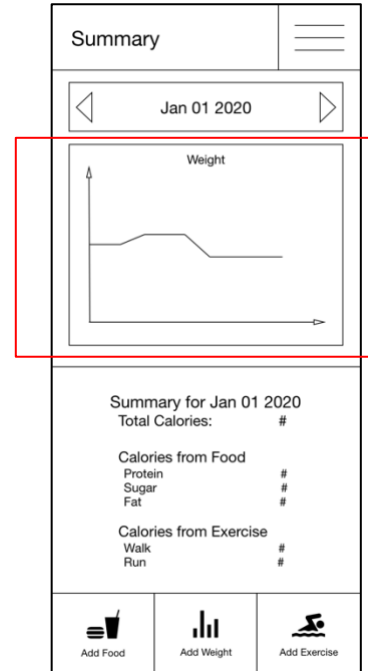 Summary
Jan 01 2020
Weight
Summary for Jan 01 2020
Total Calories: #
Calories from Food
Protein #
Sugar #
Fat #
Calories from Exercise
Walk #
Run #
Add Food Add Weight Add Exercise